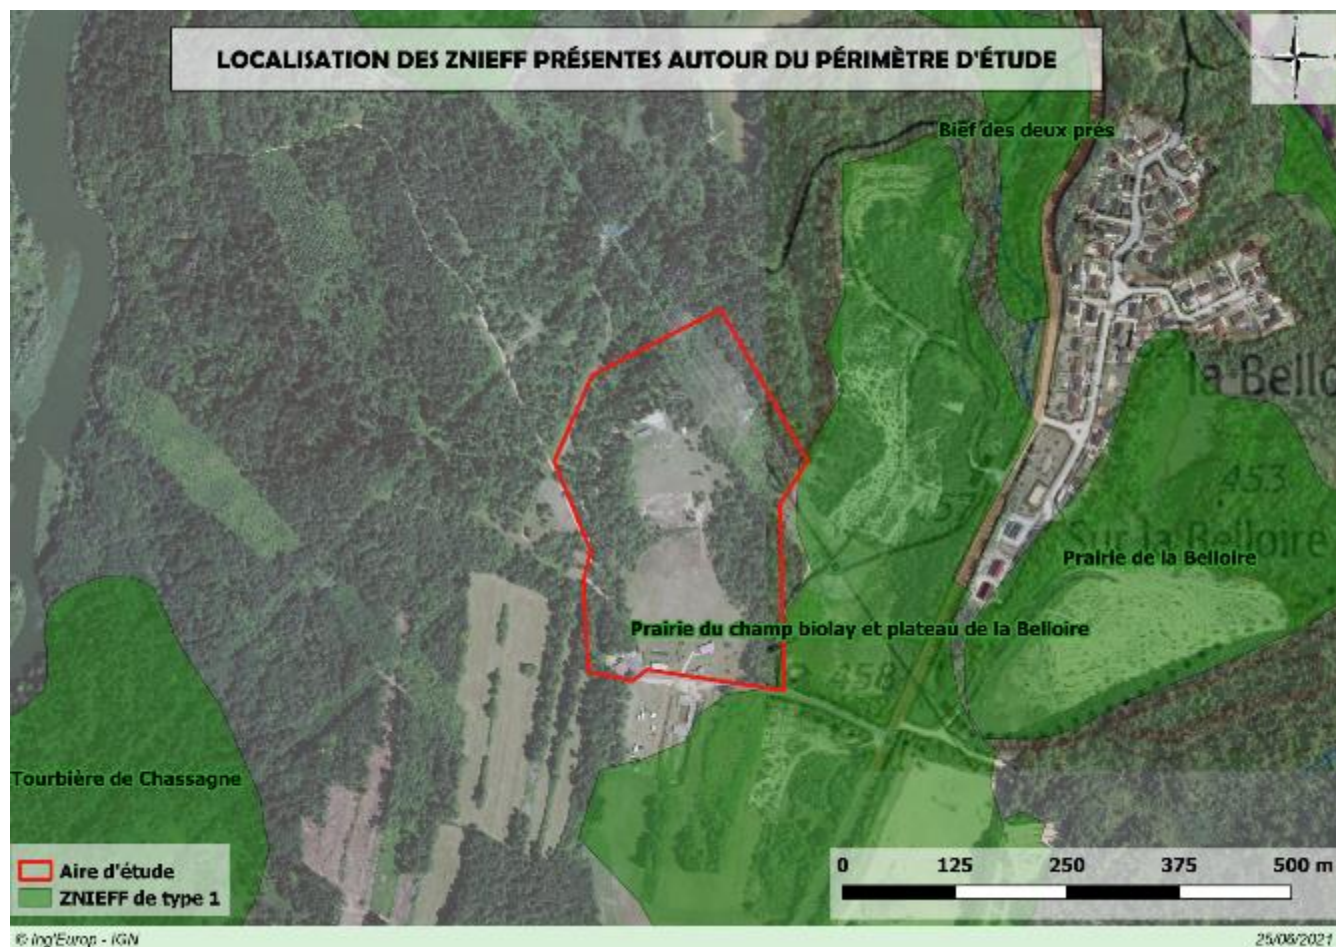 LOCALISATION DES ZNIEFF PRÉSENTES AUTOUR DU PÉRIMÈTRE D'ÉTUDE
Bief des deux prés
la Bello
453
Sur la Belloire
Prairie de la Belloire
Prairie du champ biolay et plateau de la Belloire
458
Tourbière de Chassagne
Aire d'étude
ZNIEFF de type 1
0 125 250 375 500 m
© Ing'Europ - IGN
25/06/2021